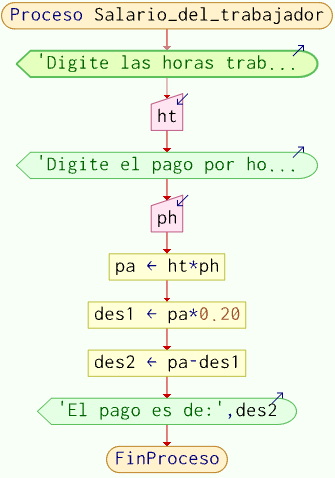 Proceso Salario_del_trabajador
'Digite las horas trab...
ht
'Digite el pago por ho...
ph
pa ← ht*ph
des1 ← pa*0.20
des2 ← pa-des1
'El pago es de:',des2
FinProceso